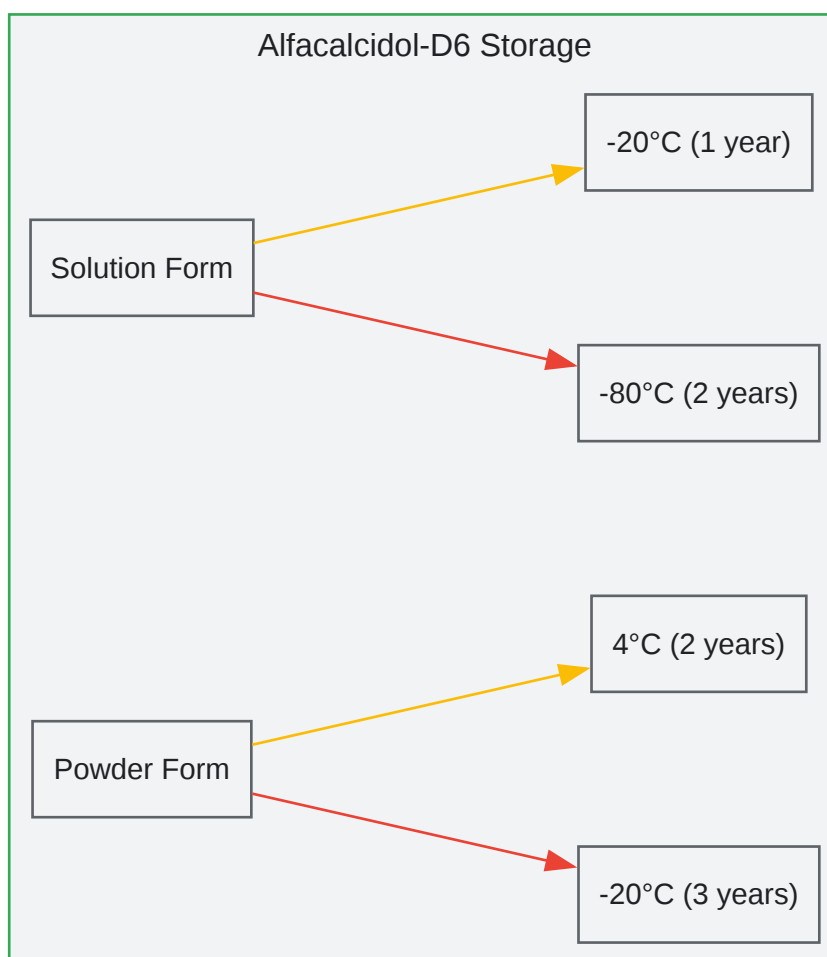 Alfacalcidol-D6 Storage
-20°C (1 year)
Solution Form
-80°C (2 years)
4°C (2 years)
Powder Form
-20°C (3 years)